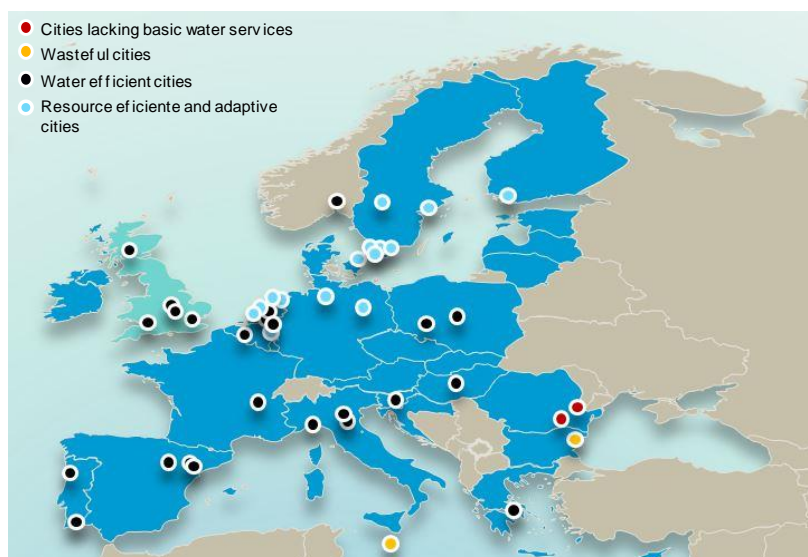 Cities lacking basic water services
Wasteful cities
Water efficient cities
Resource eficiente and adaptive
cities